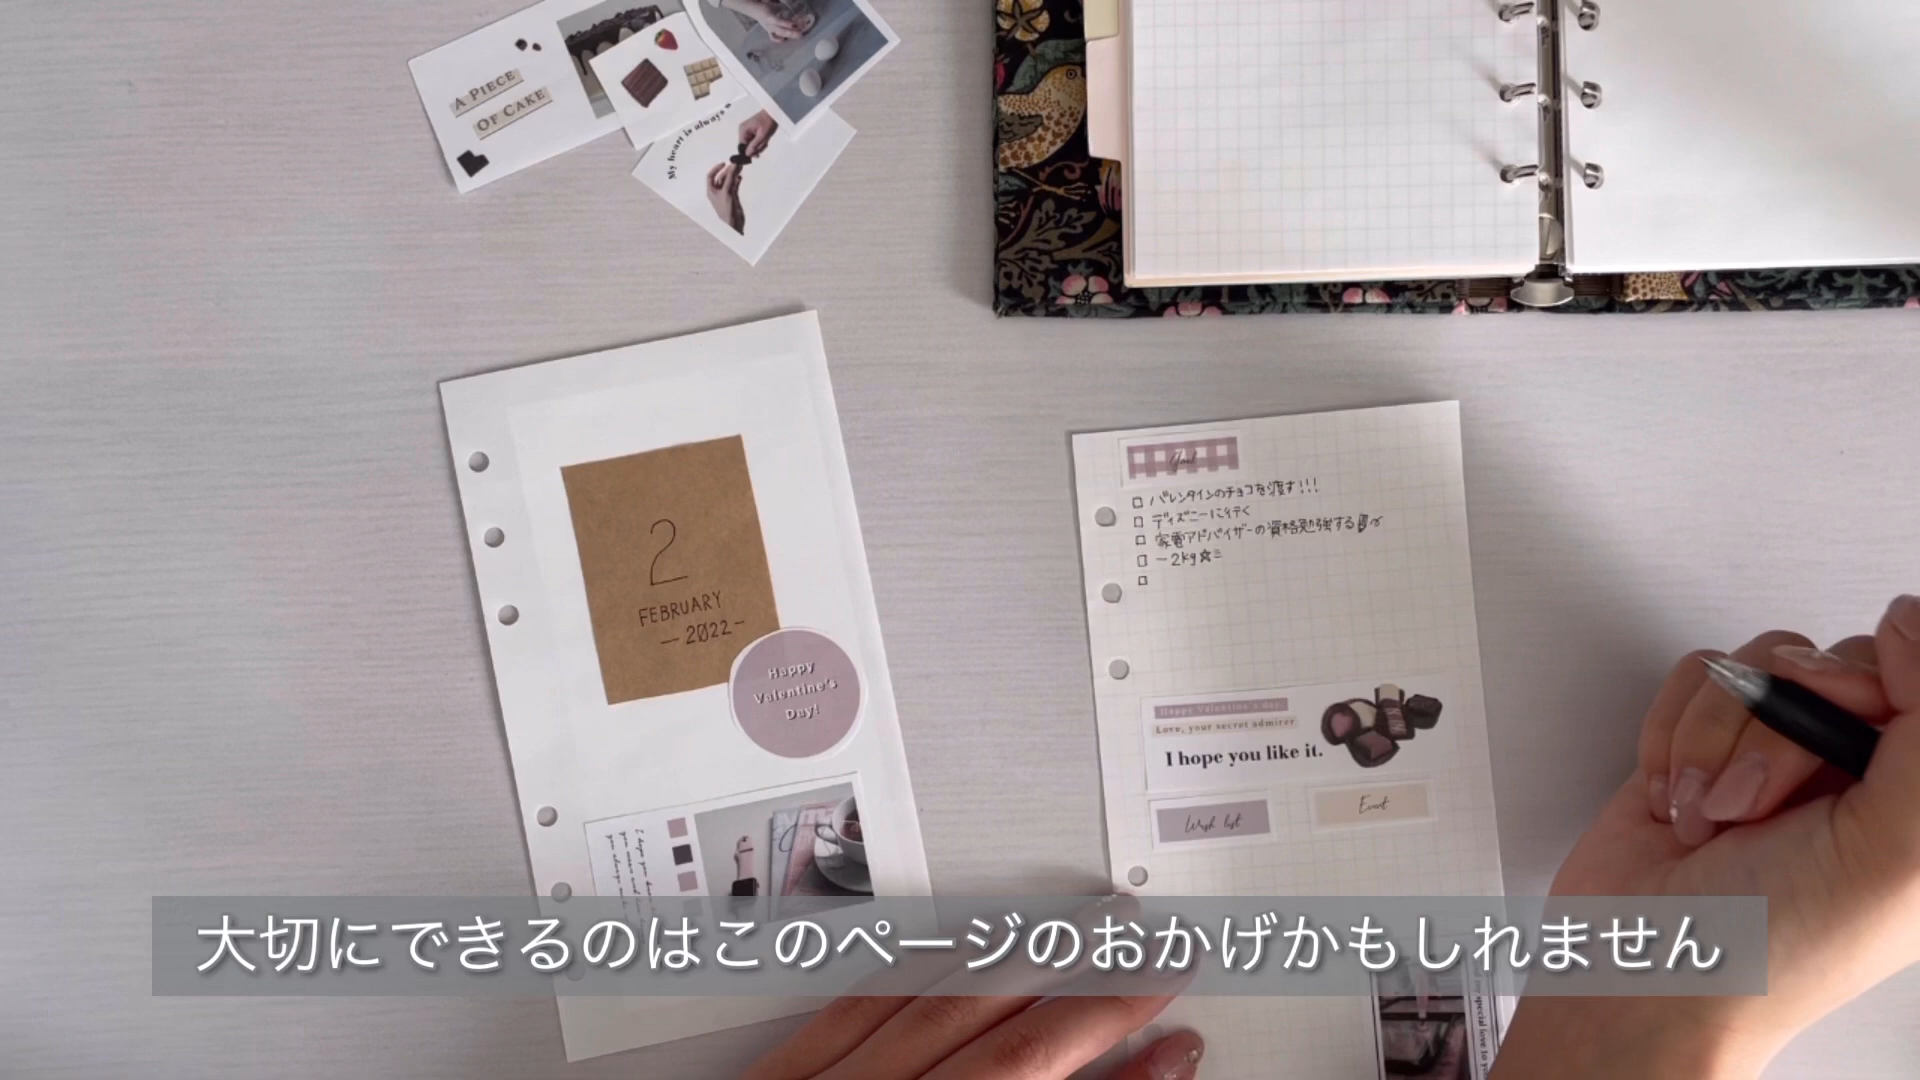 A PIECE
OF CAKE
My heart is always
2
FEBRUARY
— 2022 —
Happy
Valentine's
Day!
Goal
□ バレンタインのチョコを渡す!!!
□ ディズニーに行く
□ 家電アドバイザーの資格勉強する
□ −2kg
□
Happy Valentine's day.
Love, your secret admirer
I hope you like it.
Wish list
Event
大切にできるのはこのページのおかげかもしれません